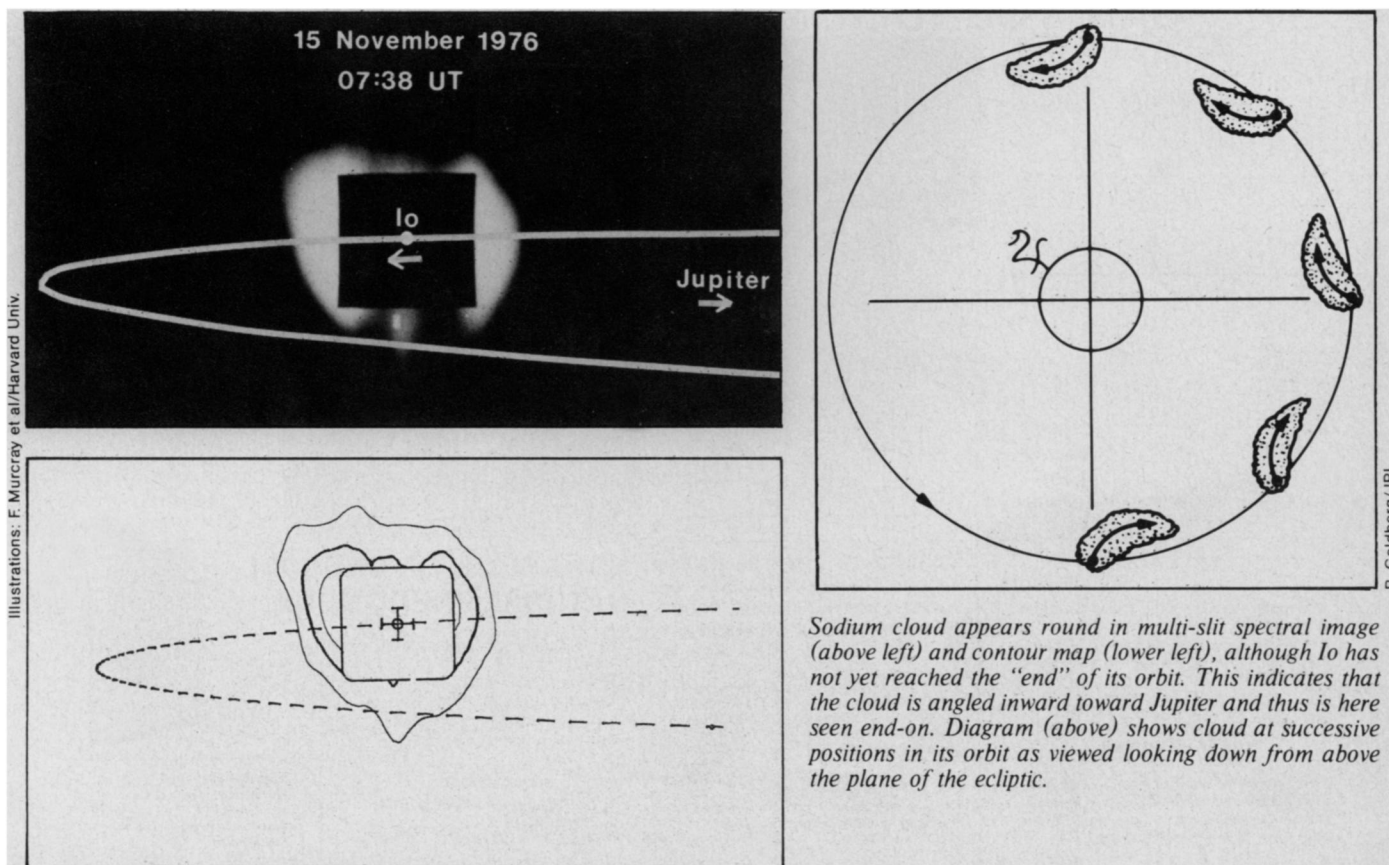 15 November 1976
07:38 UT
Io
Jupiter
Illustrations: F. Murcray et al/Harvard Univ.
♃
Sodium cloud appears round in multi-slit spectral image
(above left) and contour map (lower left), although Io has
not yet reached the “end” of its orbit. This indicates that
the cloud is angled inward toward Jupiter and thus is here
seen end-on. Diagram (above) shows cloud at successive
positions in its orbit as viewed looking down from above
the plane of the ecliptic.